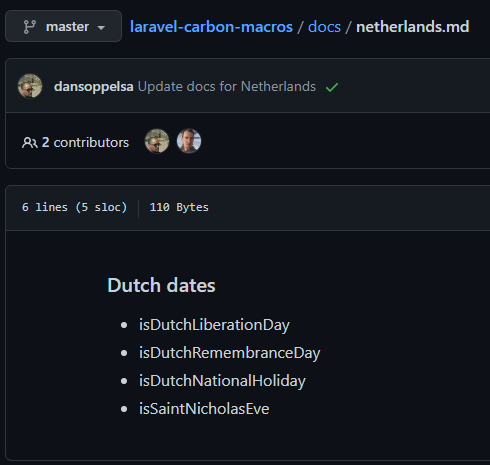 master laravel-carbon-macros / docs / netherlands.md
dansoppelsa Update docs for Netherlands
2 contributors
6 lines (5 sloc) 110 Bytes
Dutch dates
isDutchLiberationDay
isDutchRemembranceDay
isDutchNationalHoliday
isSaintNicholasEve